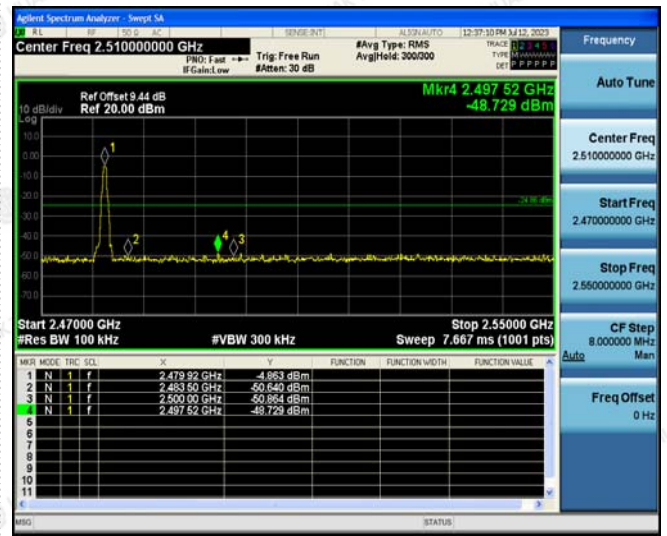 Agilent Spectrum Analyzer - Swept SA
RL RF 50 Ω AC SENSE:INT ALIGN AUTO 12:37:10 PM Jul 12, 2023
Center Freq 2.510000000 GHz #Avg Type: RMS TRACE 1 2 3 4 5 6
PNO: Fast Trig: Free Run Avg|Hold: 300/300 TYPE
IFGain:Low #Atten: 30 dB DET P P P P P P
Mkr4 2.497 52 GHz
Ref Offset 9.44 dB
10 dB/div Ref 20.00 dBm -48.729 dBm
Log
10.0
0.00
-10.0
-20.0
-24.86 dBm
-30.0
-40.0
-50.0
-60.0
-70.0
1
2
4
3
Start 2.47000 GHz Stop 2.55000 GHz
#Res BW 100 kHz #VBW 300 kHz Sweep 7.667 ms (1001 pts)
MKR MODE TRC SCL X Y FUNCTION FUNCTION WIDTH FUNCTION VALUE
1 N 1 f 2.479 92 GHz -4.863 dBm
2 N 1 f 2.483 50 GHz -50.640 dBm
3 N 1 f 2.500 00 GHz -50.864 dBm
4 N 1 f 2.497 52 GHz -48.729 dBm
5
6
7
8
9
10
11
MSG STATUS
Frequency
Auto Tune
Center Freq
2.510000000 GHz
Start Freq
2.470000000 GHz
Stop Freq
2.550000000 GHz
CF Step
8.000000 MHz
Auto Man
Freq Offset
0 Hz